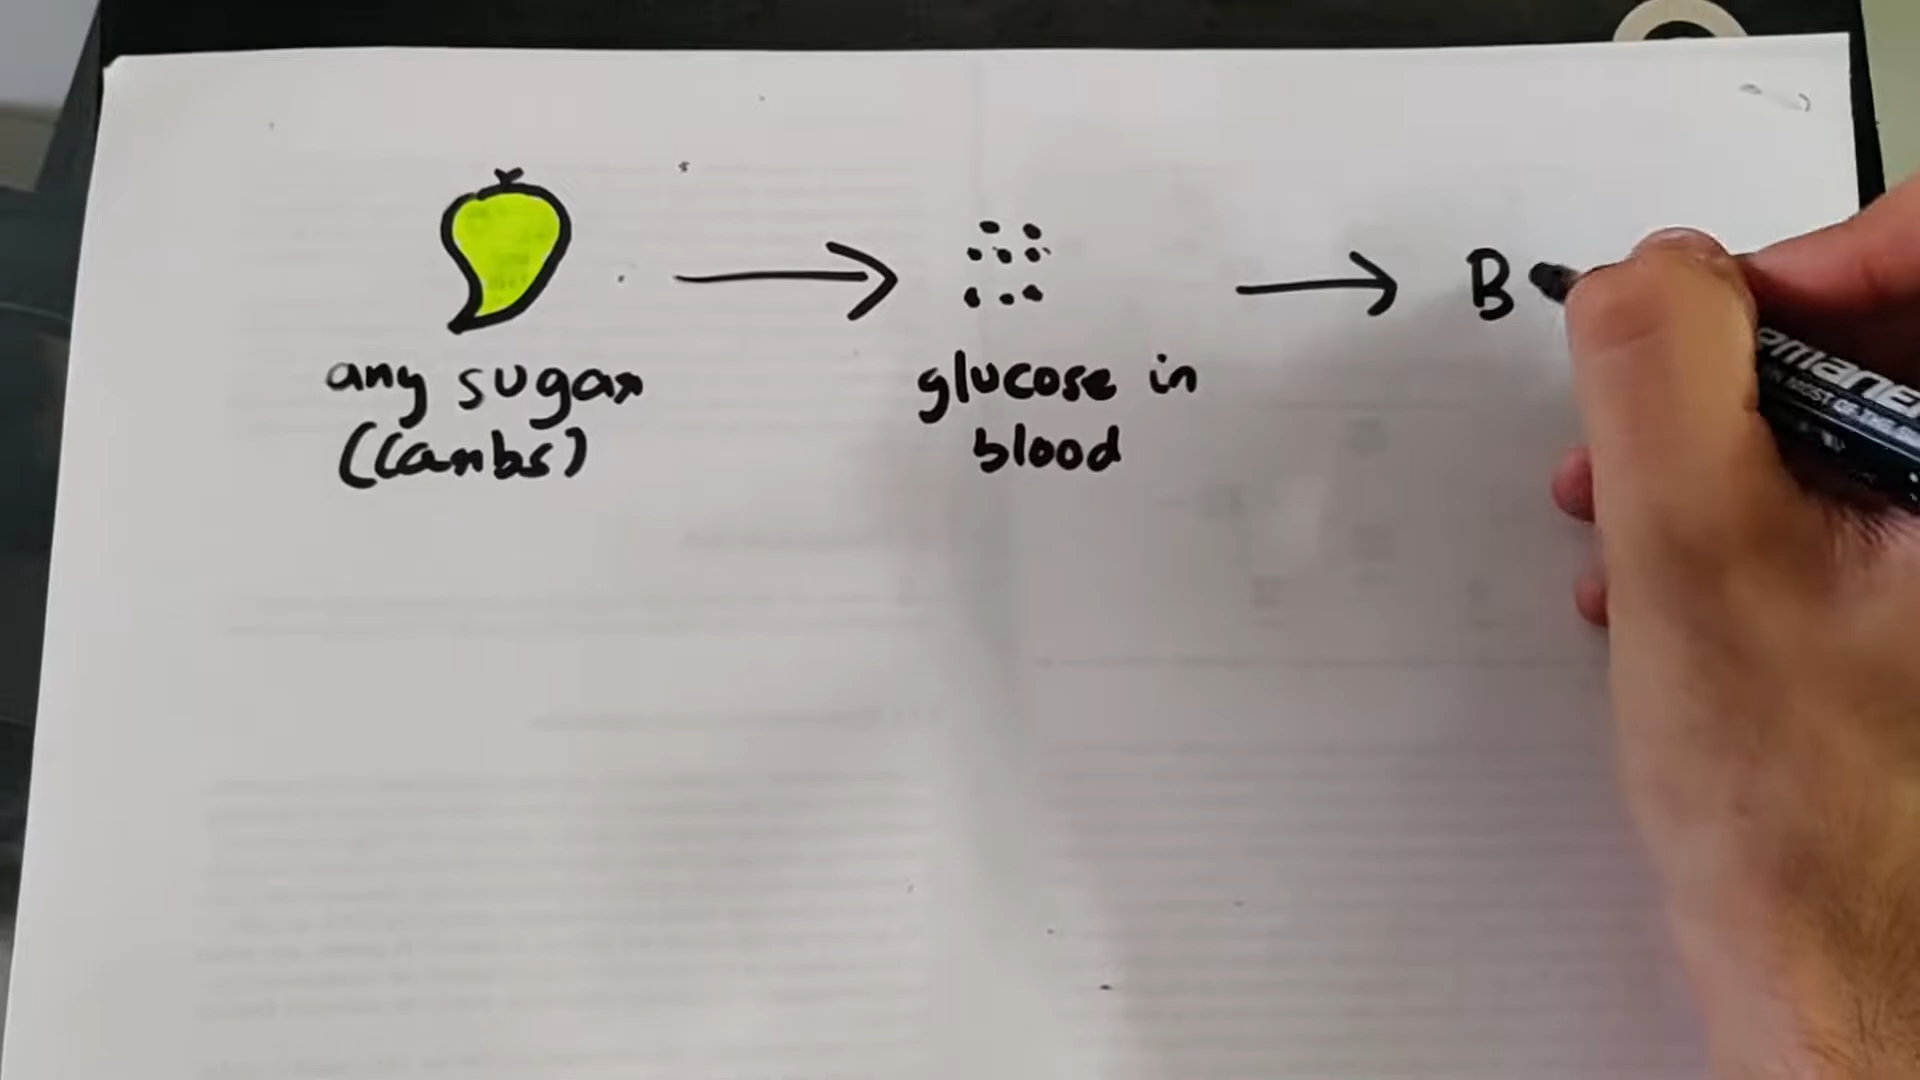 any sugar
(carbs)
glucose in
blood
B